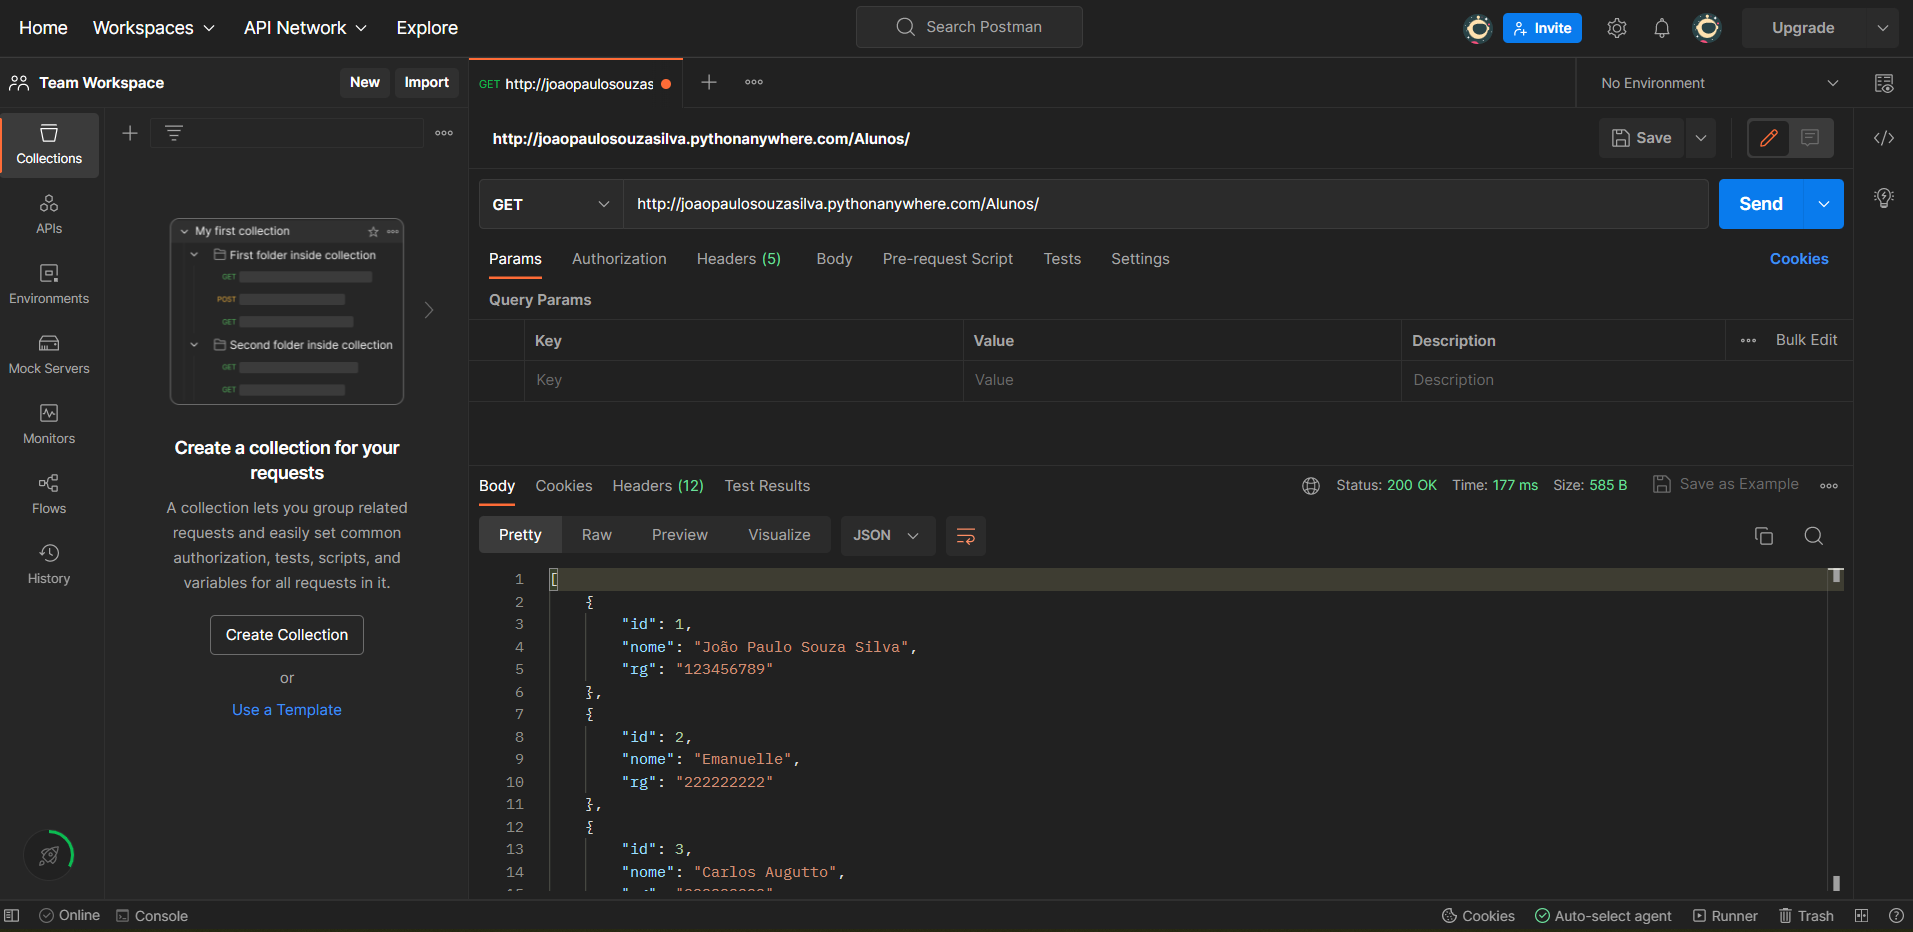 Home Workspaces API Network Explore Search Postman Invite Upgrade
Team Workspace New Import GET http://joaopaulosouzas No Environment
Collections
APIs
Environments
Mock Servers
Monitors
Flows
History
My first collection
First folder inside collection
GET
POST
GET
Second folder inside collection
GET
GET
Create a collection for your
requests
A collection lets you group related
requests and easily set common
authorization, tests, scripts, and
variables for all requests in it.
Create Collection
or
Use a Template
http://joaopaulosouzasilva.pythonanywhere.com/Alunos/ Save
GET http://joaopaulosouzasilva.pythonanywhere.com/Alunos/ Send
Params Authorization Headers (5) Body Pre-request Script Tests Settings Cookies
Query Params
Key Value Description Bulk Edit
Key Value Description
Body Cookies Headers (12) Test Results Status: 200 OK Time: 177 ms Size: 585 B Save as Example
Pretty Raw Preview Visualize JSON
1 [
2 {
3 "id": 1,
4 "nome": "João Paulo Souza Silva",
5 "rg": "123456789"
6 },
7 {
8 "id": 2,
9 "nome": "Emanuelle",
10 "rg": "222222222"
11 },
12 {
13 "id": 3,
14 "nome": "Carlos Augutto",
Online Console Cookies Auto-select agent Runner Trash